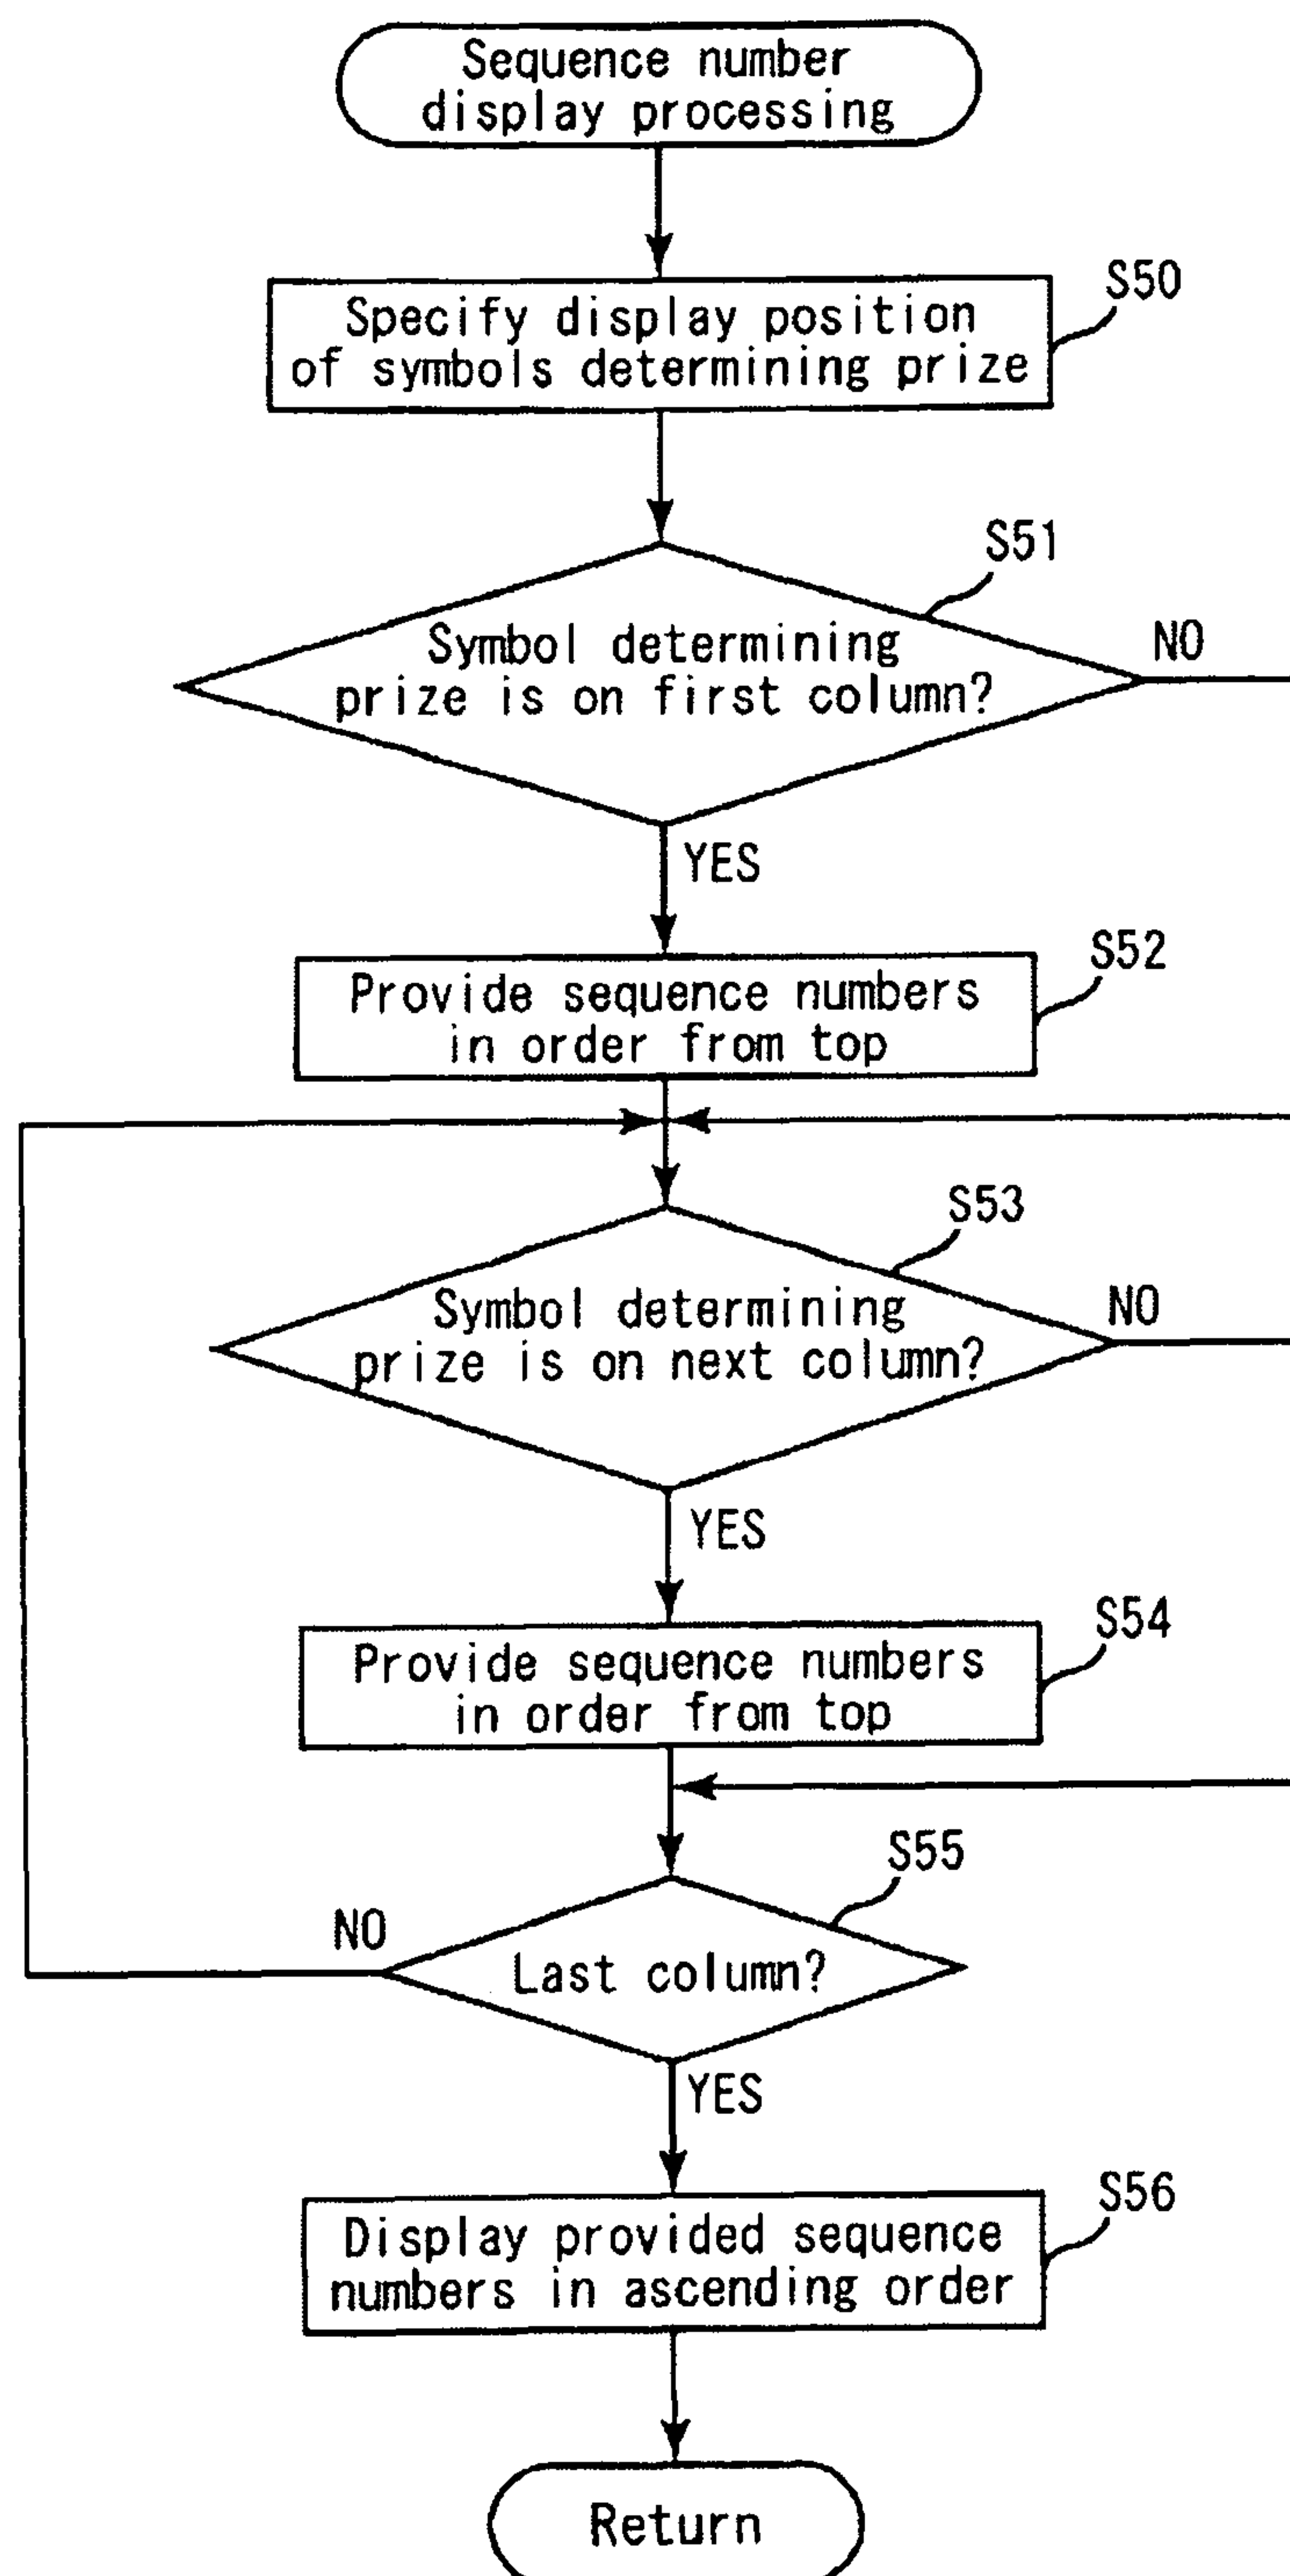 Sequence number
display processing
S50
Specify display position
of symbols determining prize
S51
Symbol determining
prize is on first column?
NO
YES
S52
Provide sequence numbers
in order from top
S53
Symbol determining
prize is on next column?
NO
YES
S54
Provide sequence numbers
in order from top
S55
NO
Last column?
YES
S56
Display provided sequence
numbers in ascending order
Return